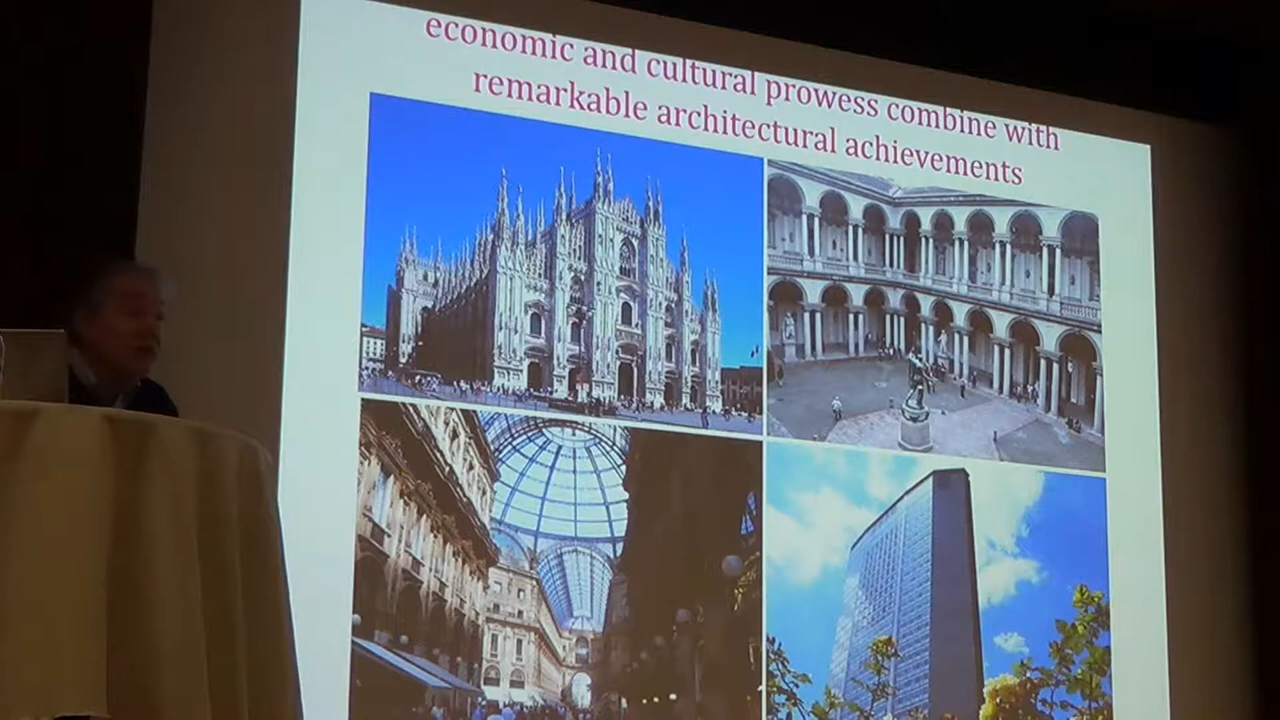 economic and cultural prowess combine with
remarkable architectural achievements